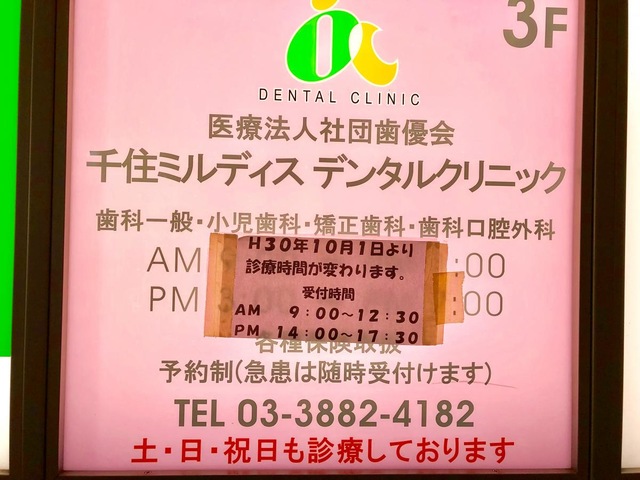 3F
DENTAL CLINIC
医療法人社団歯優会
千住ミルディス デンタルクリニック
歯科一般・小児歯科・矯正歯科・歯科口腔外科
AM :00
PM :00
H30年10月1日より
診療時間が変わります。
受付時間
AM 9:00～12:30
PM 14:00～17:30
各種保険取扱
予約制(急患は随時受付けます)
TEL 03-3882-4182
土・日・祝日も診療しております